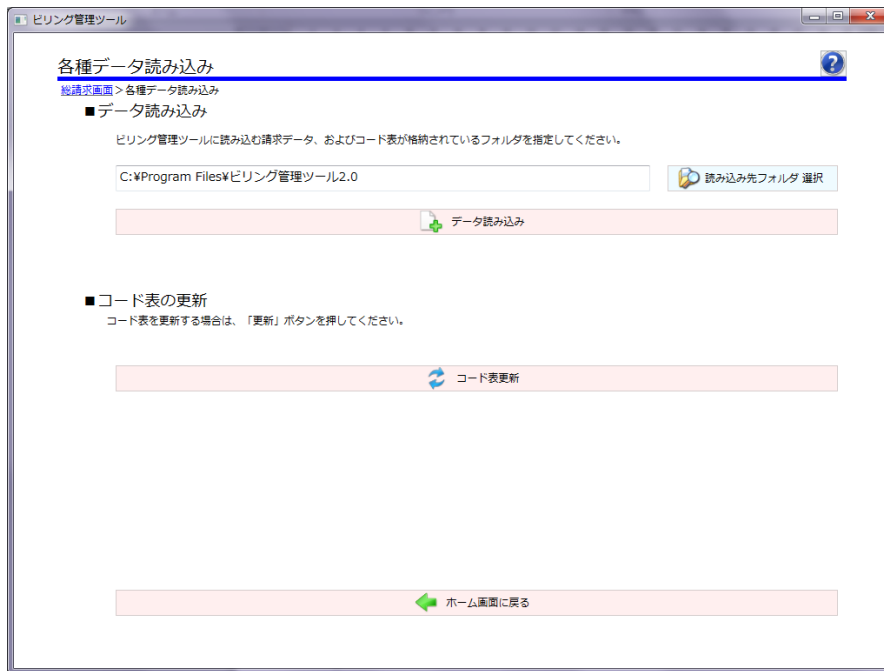 ビリング管理ツール
各種データ読み込み
総請求画面>各種データ読み込み
■データ読み込み
ビリング管理ツールに読み込む請求データ、およびコード表が格納されているフォルダを指定してください。
C:¥Program Files¥ビリング管理ツール2.0
読み込み先フォルダ 選択
データ読み込み
■コード表の更新
コード表を更新する場合は、「更新」ボタンを押してください。
コード表更新
ホーム画面に戻る